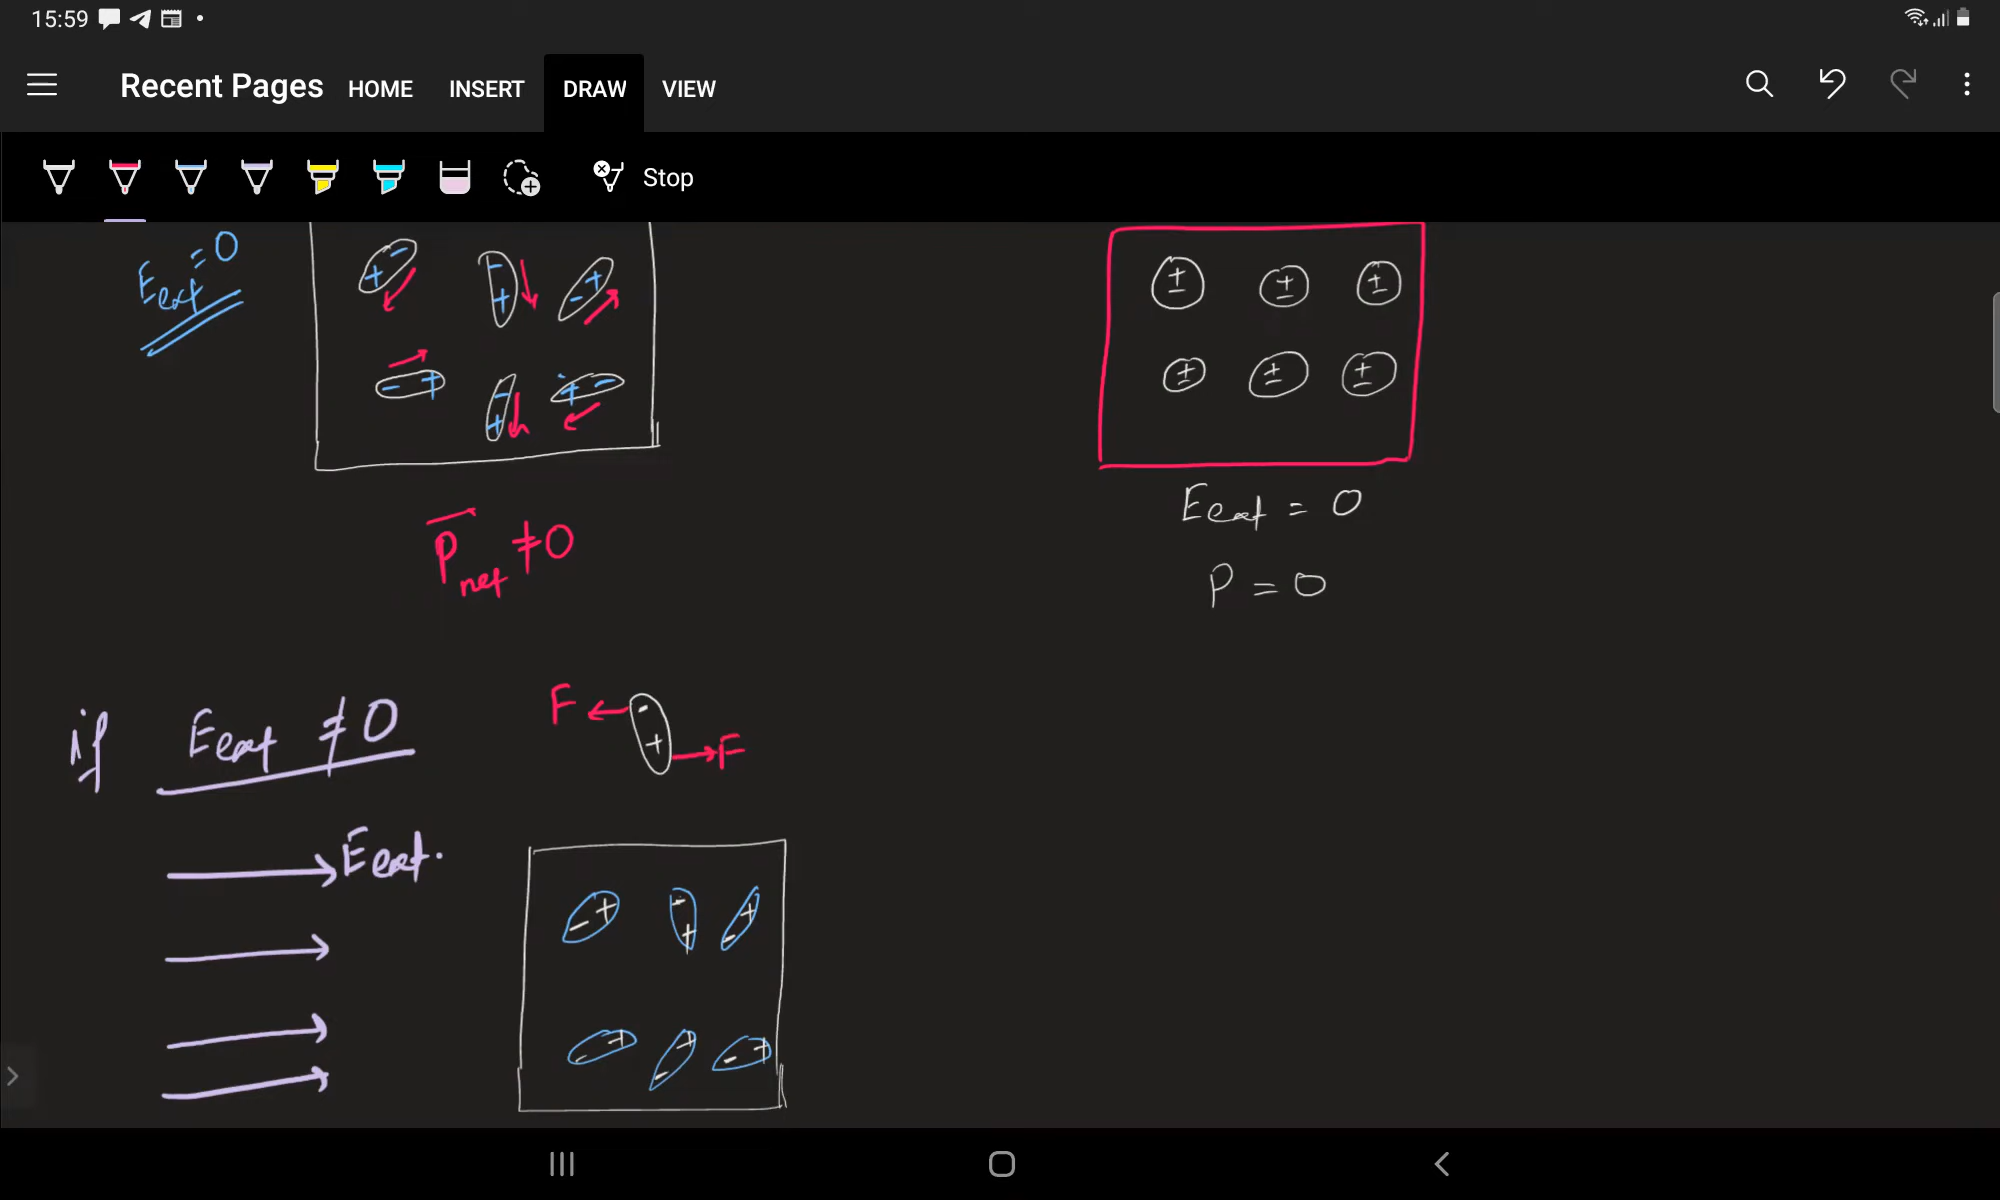 15:59
Recent Pages HOME INSERT DRAW VIEW
Stop
Eext = 0
+ - - + - +
- + - + + -
P net ≠ 0
± ± ±
± ± ±
Eext = 0
P = 0
if Eext ≠ 0
F -
+ F
Eext.
- + - + - +
- + - + - +